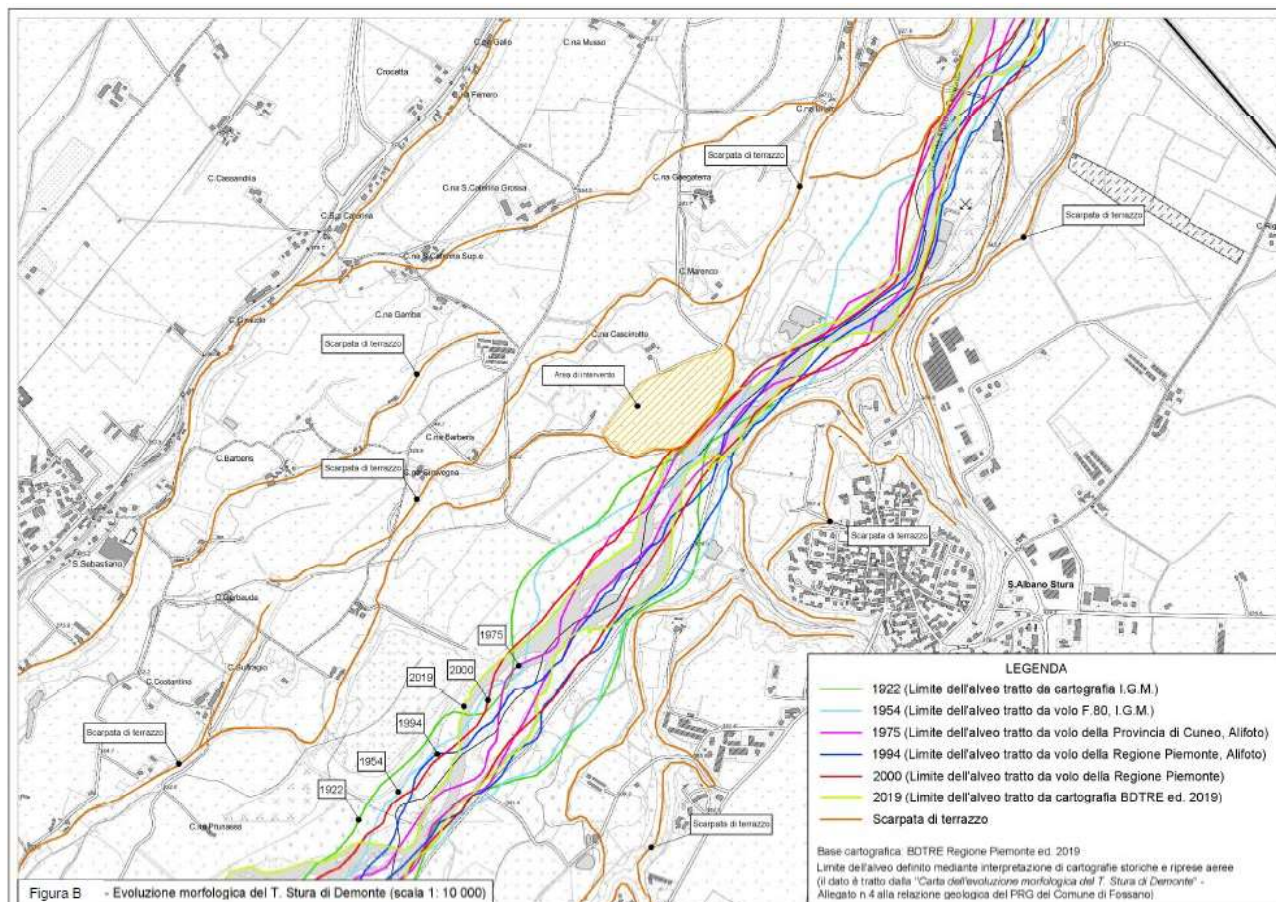 C.na Gallo
C.na Musso
Crocetta
C.na Ferrero
C.na
Scarpata di terrazzo
C.Cassandria
C.na S.Caterina Grossa
C.na
Scarpata di terrazzo
C.na S.Caterina Sup.e
C.Marenco
C.na Gamba
C.na
Scarpata di terrazzo
Area di intervento
C.na Barberis
C.Barberis
Scarpata di terrazzo
Scarpata di terrazzo
S.Sebastiano
S.Albano Stura
1975
2000
2019
C.Suffragio
C.Costantino
1994
Scarpata di terrazzo
1954
1922
C.na Prunassa
Scarpata di terrazzo
LEGENDA
1922 (Limite dell'alveo tratto da cartografia I.G.M.)
1954 (Limite dell'alveo tratto da volo F.80, I.G.M.)
1975 (Limite dell'alveo tratto da volo della Provincia di Cuneo, Alifoto)
1994 (Limite dell'alveo tratto da volo della Regione Piemonte, Alifoto)
2000 (Limite dell'alveo tratto da volo della Regione Piemonte)
2019 (Limite dell'alveo tratto da cartografia BDTRE ed. 2019)
Scarpata di terrazzo
Base cartografica: BDTRE Regione Piemonte ed. 2019
Limite dell'alveo definito mediante interpretazione di cartografie storiche e riprese aeree
(il dato è tratto dalla "Carta dell'evoluzione morfologica del T. Stura di Demonte" -
Allegato n.4 alla relazione geologica del PRG del Comune di Fossano)
Figura B - Evoluzione morfologica del T. Stura di Demonte (scala 1: 10 000)